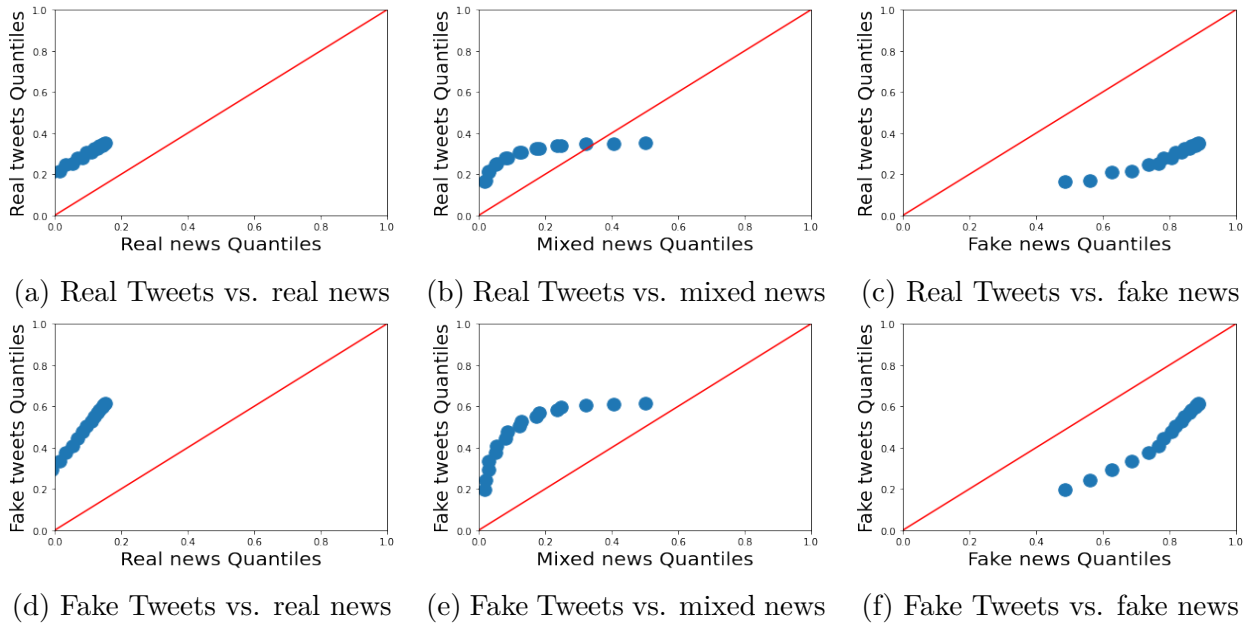 1.0
0.8
0.6
0.4
0.2
0.0
Real tweets Quantiles
0.0 0.2 0.4 0.6 0.8 1.0
Real news Quantiles
(a) Real Tweets vs. real news
1.0
0.8
0.6
0.4
0.2
0.0
Real tweets Quantiles
0.0 0.2 0.4 0.6 0.8 1.0
Mixed news Quantiles
(b) Real Tweets vs. mixed news
1.0
0.8
0.6
0.4
0.2
0.0
Real tweets Quantiles
0.0 0.2 0.4 0.6 0.8 1.0
Fake news Quantiles
(c) Real Tweets vs. fake news
1.0
0.8
0.6
0.4
0.2
0.0
Fake tweets Quantiles
0.0 0.2 0.4 0.6 0.8 1.0
Real news Quantiles
(d) Fake Tweets vs. real news
1.0
0.8
0.6
0.4
0.2
0.0
Fake tweets Quantiles
0.0 0.2 0.4 0.6 0.8 1.0
Mixed news Quantiles
(e) Fake Tweets vs. mixed news
1.0
0.8
0.6
0.4
0.2
0.0
Fake tweets Quantiles
0.0 0.2 0.4 0.6 0.8 1.0
Fake news Quantiles
(f) Fake Tweets vs. fake news